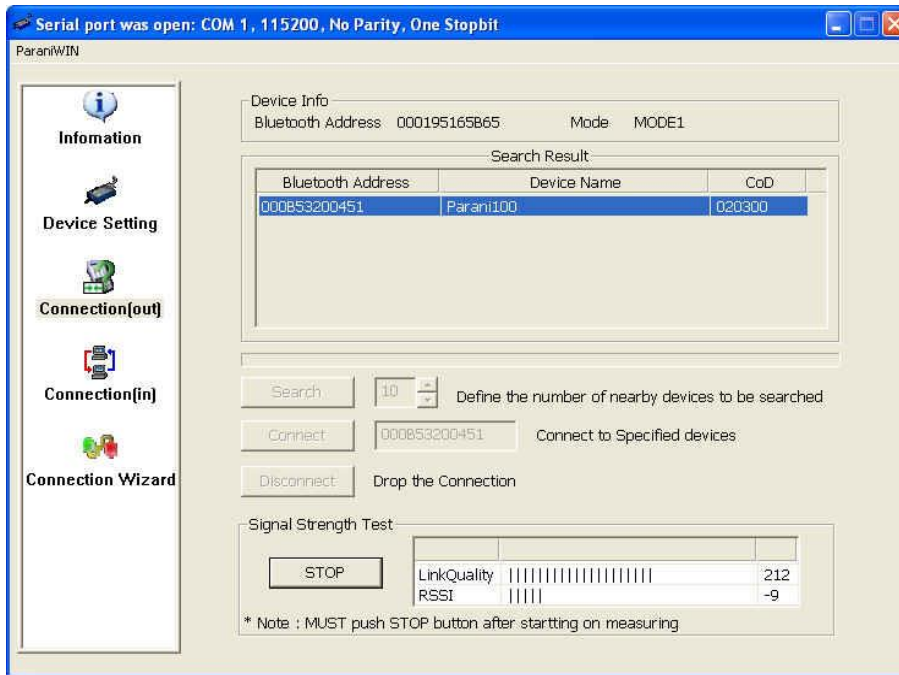 Serial port was open: COM 1, 115200, No Parity, One Stopbit
ParaniWIN
Infomation
Device Setting
Connection(out)
Connection(in)
Connection Wizard
Device Info
Bluetooth Address 000195165B65 Mode MODE1
Search Result
Bluetooth Address Device Name CoD
000B53200451 Parani100 020300
Search 10 Define the number of nearby devices to be searched
Connect 000B53200451 Connect to Specified devices
Disconnect Drop the Connection
Signal Strength Test
STOP
LinkQuality |||||||||||||||||||| 212
RSSI ||||| -9
* Note : MUST push STOP button after startting on measuring